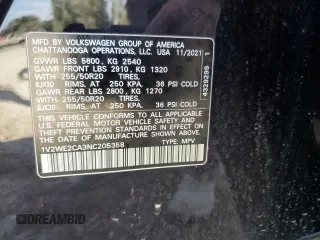 MFD BY VOLKSWAGEN GROUP OF AMERICA
CHATTANOOGA OPERATIONS, LLC. USA 11/2021
GVWR LBS 5600, KG 2540
GAWR FRONT LBS 2910, KG 1320
WITH 255/50R20 TIRES,
8JX20 RIMS, AT 250 KPA, 36 PSI COLD
GAWR REAR LBS 2800, KG 1270
WITH 255/50R20 TIRES,
8JX20 RIMS, AT 250 KPA, 36 PSI COLD
THIS VEHICLE CONFORMS TO ALL APPLICABLE
FEDERAL MOTOR VEHICLE SAFETY, BUMPER,
AND THEFT PREVENTION STANDARDS IN EFFECT
ON THE DATE OF MANUFACTURE SHOWN ABOVE.
1V2WE2CA3NC205358 TYPE: MPV
4329299
© DREAMBID